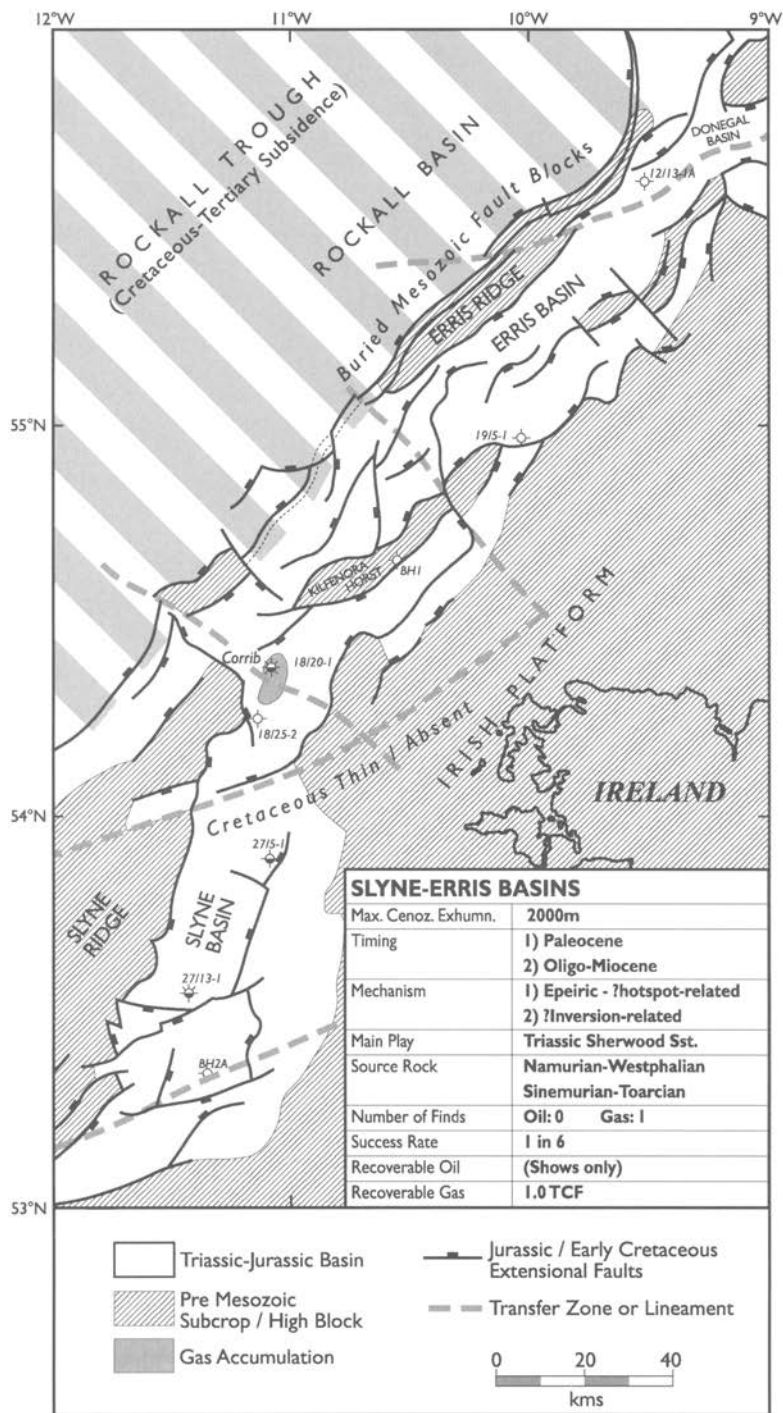 12°W
11°W
10°W
9°W
ROCKALL TROUGH
(Cretaceous-Tertiary Subsidence)
ROCKALL BASIN
Buried Mesozoic Fault Blocks
DONEGAL
BASIN
12/13-1A
ERRIS RIDGE
ERRIS BASIN
55°N
19/5-1
KILFENORA
HORST
BH1
Corrib
18/20-1
18/25-2
IRISH PLATFORM
Cretaceous Thin / Absent
IRELAND
54°N
27/5-1
SLYNE
RIDGE
SLYNE
BASIN
27/13-1
BH2A
53°N
SLYNE-ERRIS BASINS
Max. Cenoz. Exhumn. 2000m
Timing 1) Paleocene
2) Oligo-Miocene
Mechanism 1) Epeiric - ?hotspot-related
2) ?Inversion-related
Main Play Triassic Sherwood Sst.
Source Rock Namurian-Westphalian
Sinemurian-Toarcian
Number of Finds Oil: 0 Gas: 1
Success Rate 1 in 6
Recoverable Oil (Shows only)
Recoverable Gas 1.0 TCF
Triassic-Jurassic Basin
Pre Mesozoic
Subcrop / High Block
Gas Accumulation
Jurassic / Early Cretaceous
Extensional Faults
Transfer Zone or Lineament
0 20 40
kms